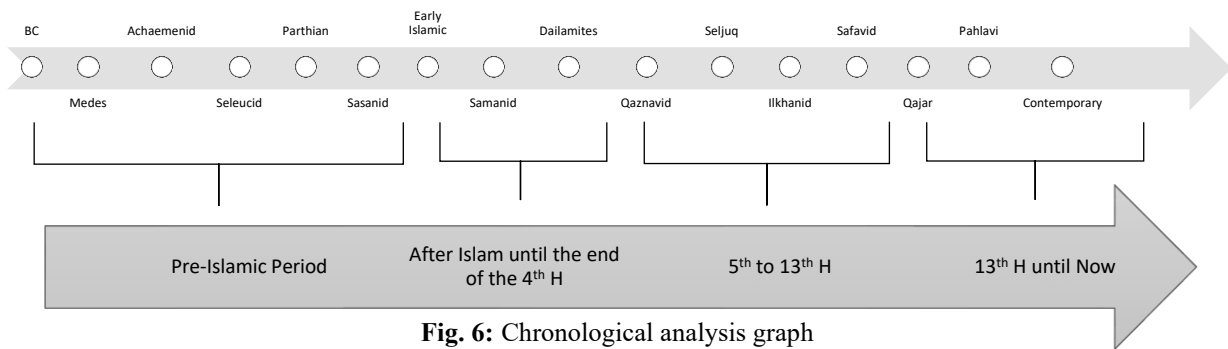 BC
Achaemenid
Parthian
Early
Islamic
Dailamites
Seljuq
Safavid
Pahlavi
Medes
Seleucid
Sasanid
Samanid
Qaznavid
Ilkhanid
Qajar
Contemporary
Pre-Islamic Period
After Islam until the end
of the 4th H
5th to 13th H
13th H until Now
Fig. 6: Chronological analysis graph